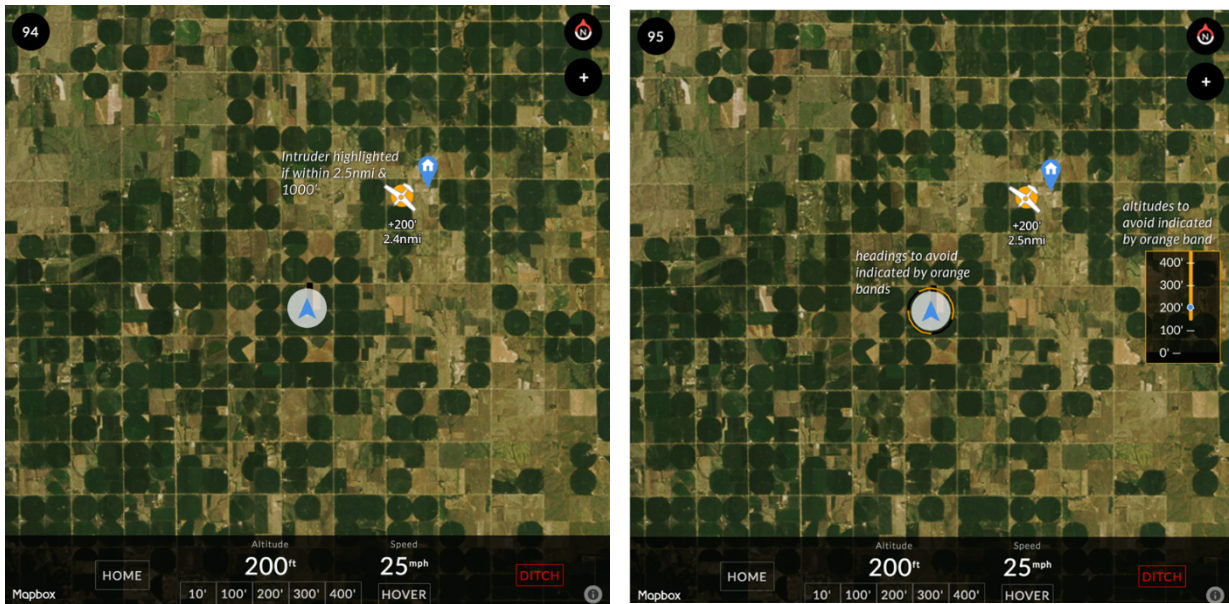 94
N
+
Intruder highlighted
if within 2.5nmi &
1000'
+200'
2.4nmi
Altitude
Speed
HOME
200ft
25mph
DITCH
10' 100' 200' 300' 400'
HOVER
Mapbox
i
95
N
+
altitudes to
avoid indicated
by orange band
+200'
2.5nmi
headings to avoid
indicated by orange
bands
400'
300'
200'
100'
0'
Altitude
Speed
HOME
200ft
25mph
DITCH
10' 100' 200' 300' 400'
HOVER
Mapbox
i